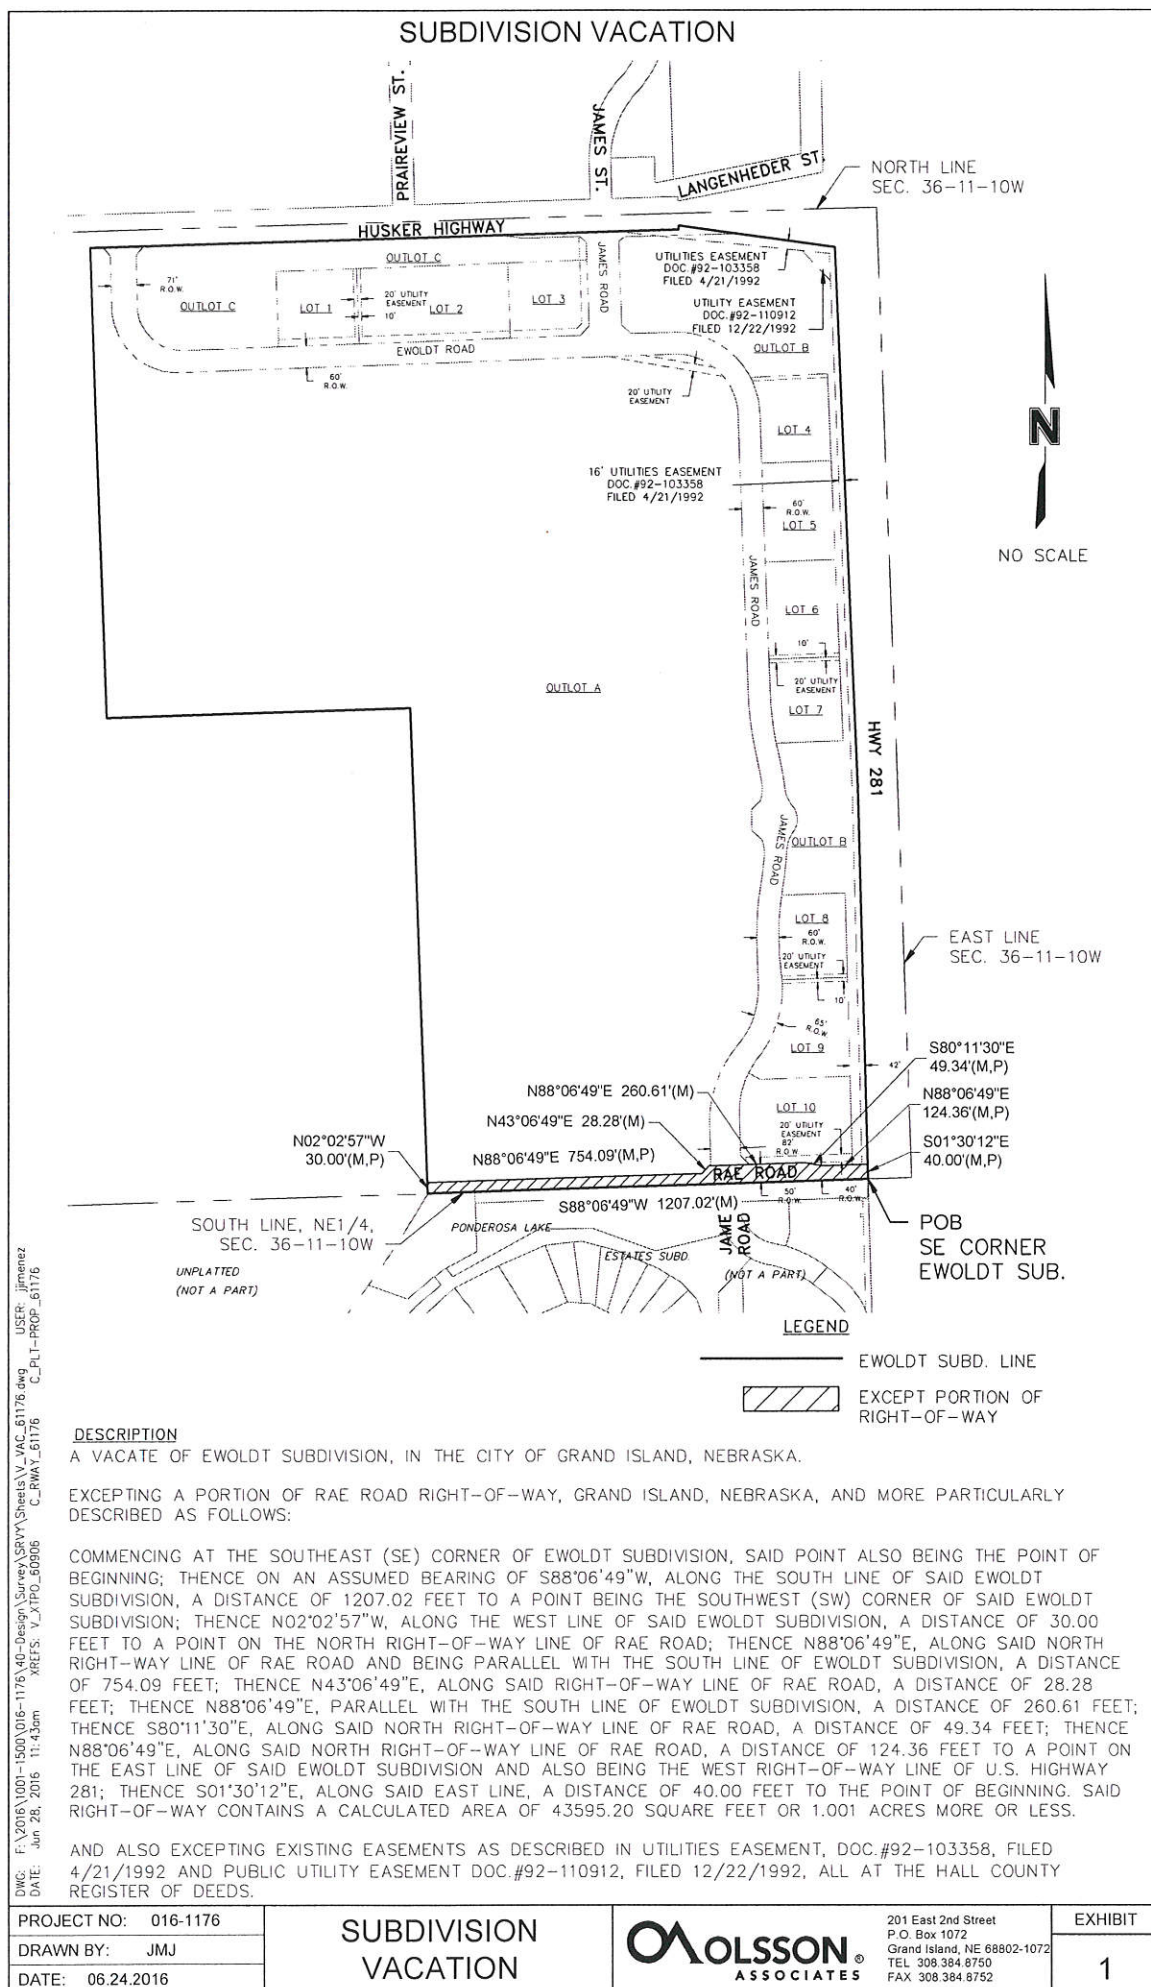 SUBDIVISION VACATION
PRAIREVIEW ST.
JAMES ST.
LANGENHEDER ST.
NORTH LINE
SEC. 36-11-10W
HUSKER HIGHWAY
OUTLOT C
JAMES ROAD
UTILITIES EASEMENT
DOC.#92-103358
FILED 4/21/1992
71'
R.O.W.
OUTLOT C
LOT 1
20' UTILITY
EASEMENT
10'
LOT 2
LOT 3
UTILITY EASEMENT
DOC.#92-110912
FILED 12/22/1992
OUTLOT B
EWOLDT ROAD
60'
R.O.W.
20' UTILITY
EASEMENT
LOT 4
N
16' UTILITIES EASEMENT
DOC.#92-103358
FILED 4/21/1992
60'
R.O.W.
LOT 5
NO SCALE
JAMES ROAD
LOT 6
10'
20' UTILITY
EASEMENT
OUTLOT A
LOT 7
HWY 281
JAMES ROAD
OUTLOT B
LOT 8
60'
R.O.W.
20' UTILITY
EASEMENT
10'
EAST LINE
SEC. 36-11-10W
65'
R.O.W.
LOT 9
42'
S80°11'30"E
49.34'(M,P)
N88°06'49"E 260.61'(M)
N88°06'49"E
124.36'(M,P)
LOT 10
N43°06'49"E 28.28'(M)
20' UTILITY
EASEMENT
82'
R.O.W
N02°02'57"W
30.00'(M,P)
S01°30'12"E
40.00'(M,P)
N88°06'49"E 754.09'(M,P)
RAE ROAD
S88°06'49"W 1207.02'(M)
50'
R.O.W.
40'
R.O.W.
SOUTH LINE, NE1/4,
SEC. 36-11-10W
PONDEROSA LAKE
ESTATES SUBD.
JAME
ROAD
(NOT A PART)
POB
SE CORNER
EWOLDT SUB.
UNPLATTED
(NOT A PART)
LEGEND
EWOLDT SUBD. LINE
EXCEPT PORTION OF
RIGHT-OF-WAY
DESCRIPTION
A VACATE OF EWOLDT SUBDIVISION, IN THE CITY OF GRAND ISLAND, NEBRASKA.
EXCEPTING A PORTION OF RAE ROAD RIGHT-OF-WAY, GRAND ISLAND, NEBRASKA, AND MORE PARTICULARLY
DESCRIBED AS FOLLOWS:
COMMENCING AT THE SOUTHEAST (SE) CORNER OF EWOLDT SUBDIVISION, SAID POINT ALSO BEING THE POINT OF
BEGINNING; THENCE ON AN ASSUMED BEARING OF S88°06'49"W, ALONG THE SOUTH LINE OF SAID EWOLDT
SUBDIVISION, A DISTANCE OF 1207.02 FEET TO A POINT BEING THE SOUTHWEST (SW) CORNER OF SAID EWOLDT
SUBDIVISION; THENCE N02°02'57"W, ALONG THE WEST LINE OF SAID EWOLDT SUBDIVISION, A DISTANCE OF 30.00
FEET TO A POINT ON THE NORTH RIGHT-OF-WAY LINE OF RAE ROAD; THENCE N88°06'49"E, ALONG SAID NORTH
RIGHT-WAY LINE OF RAE ROAD AND BEING PARALLEL WITH THE SOUTH LINE OF EWOLDT SUBDIVISION, A DISTANCE
OF 754.09 FEET; THENCE N43°06'49"E, ALONG SAID RIGHT-OF-WAY LINE OF RAE ROAD, A DISTANCE OF 28.28
FEET; THENCE N88°06'49"E, PARALLEL WITH THE SOUTH LINE OF EWOLDT SUBDIVISION, A DISTANCE OF 260.61 FEET;
THENCE S80°11'30"E, ALONG SAID NORTH RIGHT-OF-WAY LINE OF RAE ROAD, A DISTANCE OF 49.34 FEET; THENCE
N88°06'49"E, ALONG SAID NORTH RIGHT-OF-WAY LINE OF RAE ROAD, A DISTANCE OF 124.36 FEET TO A POINT ON
THE EAST LINE OF SAID EWOLDT SUBDIVISION AND ALSO BEING THE WEST RIGHT-OF-WAY LINE OF U.S. HIGHWAY
281; THENCE S01°30'12"E, ALONG SAID EAST LINE, A DISTANCE OF 40.00 FEET TO THE POINT OF BEGINNING. SAID
RIGHT-OF-WAY CONTAINS A CALCULATED AREA OF 43595.20 SQUARE FEET OR 1.001 ACRES MORE OR LESS.
AND ALSO EXCEPTING EXISTING EASEMENTS AS DESCRIBED IN UTILITIES EASEMENT, DOC.#92-103358, FILED
4/21/1992 AND PUBLIC UTILITY EASEMENT DOC.#92-110912, FILED 12/22/1992, ALL AT THE HALL COUNTY
REGISTER OF DEEDS.
DWG: F:\2016\1001-1500\016-1176\40-Design\Survey\SRVY\Sheets\V_VAC_61176.dwg USER: jjimenez
DATE: Jun 28, 2016 11:43am XREFS: V_XTPO_60906 C_RWAY_61176 C_PLT-PROP_61176
PROJECT NO: 016-1176
DRAWN BY: JMJ
DATE: 06.24.2016
SUBDIVISION
VACATION
OLSSON ®
ASSOCIATES
201 East 2nd Street
P.O. Box 1072
Grand Island, NE 68802-1072
TEL 308.384.8750
FAX 308.384.8752
EXHIBIT
1